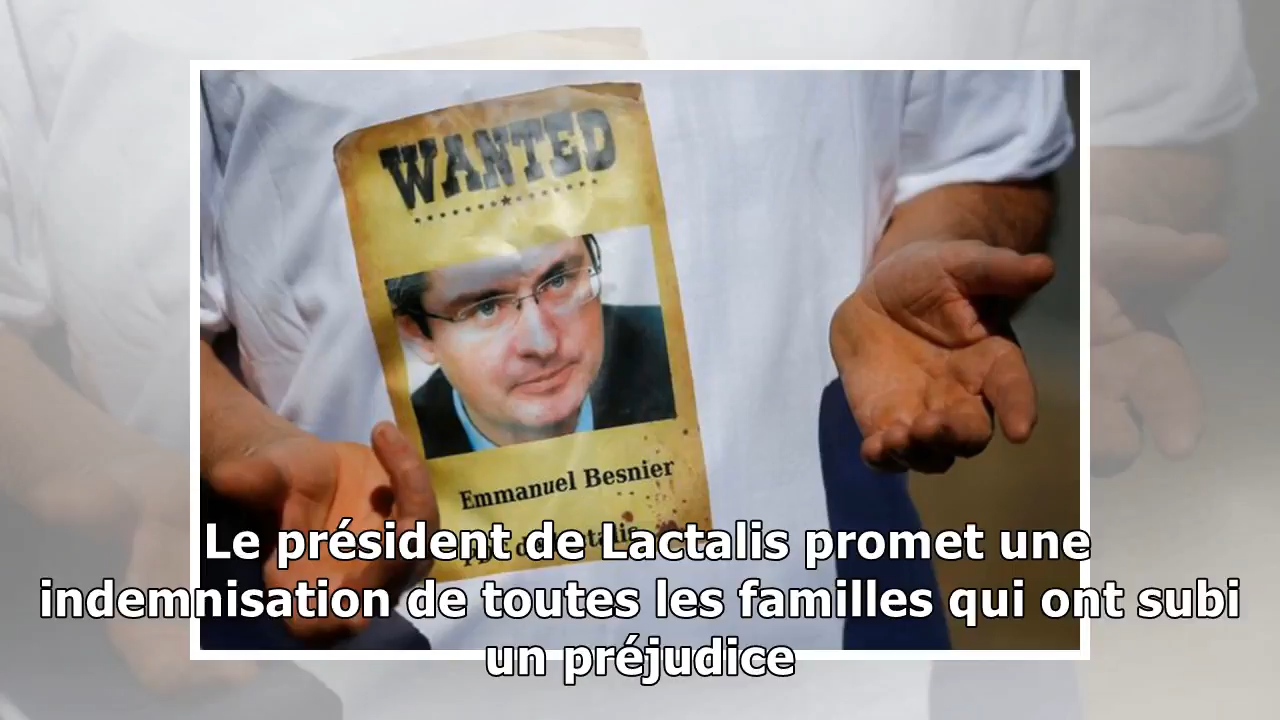 WANTED
Emmanuel Besnier
Le président de Lactalis promet une
indemnisation de toutes les familles qui ont subi
un préjudice